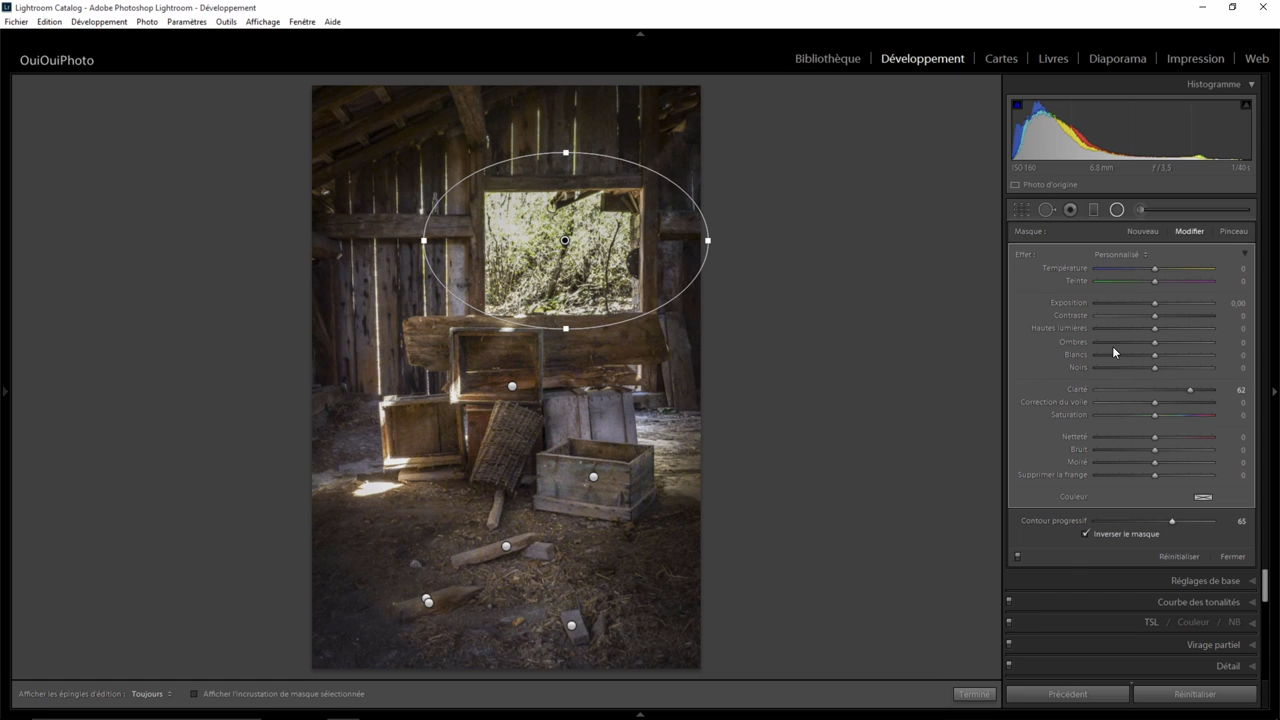 Lr Lightroom Catalog - Adobe Photoshop Lightroom - Développement
Fichier Edition Développement Photo Paramètres Outils Affichage Fenêtre Aide
OuiOuiPhoto
Bibliothèque | Développement | Cartes | Livres | Diaporama | Impression | Web
Histogramme
ISO 160 6.8 mm ƒ / 3,5 1/40 s
Photo d'origine
Masque : Nouveau Modifier Pinceau
Effet : Personnalisé
Température 0
Teinte 0
Exposition 0,00
Contraste 0
Hautes lumières 0
Ombres 0
Blancs 0
Noirs 0
Clarté 62
Correction du voile 0
Saturation 0
Netteté 0
Bruit 0
Moiré 0
Supprimer la frange 0
Couleur
Contour progressif 65
Inverser le masque
Réinitialiser Fermer
Réglages de base
Courbe des tonalités
TSL / Couleur / NB
Virage partiel
Détail
Afficher les épingles d'édition : Toujours Afficher l'incrustation de masque sélectionnée Terminé
Précédent Réinitialiser